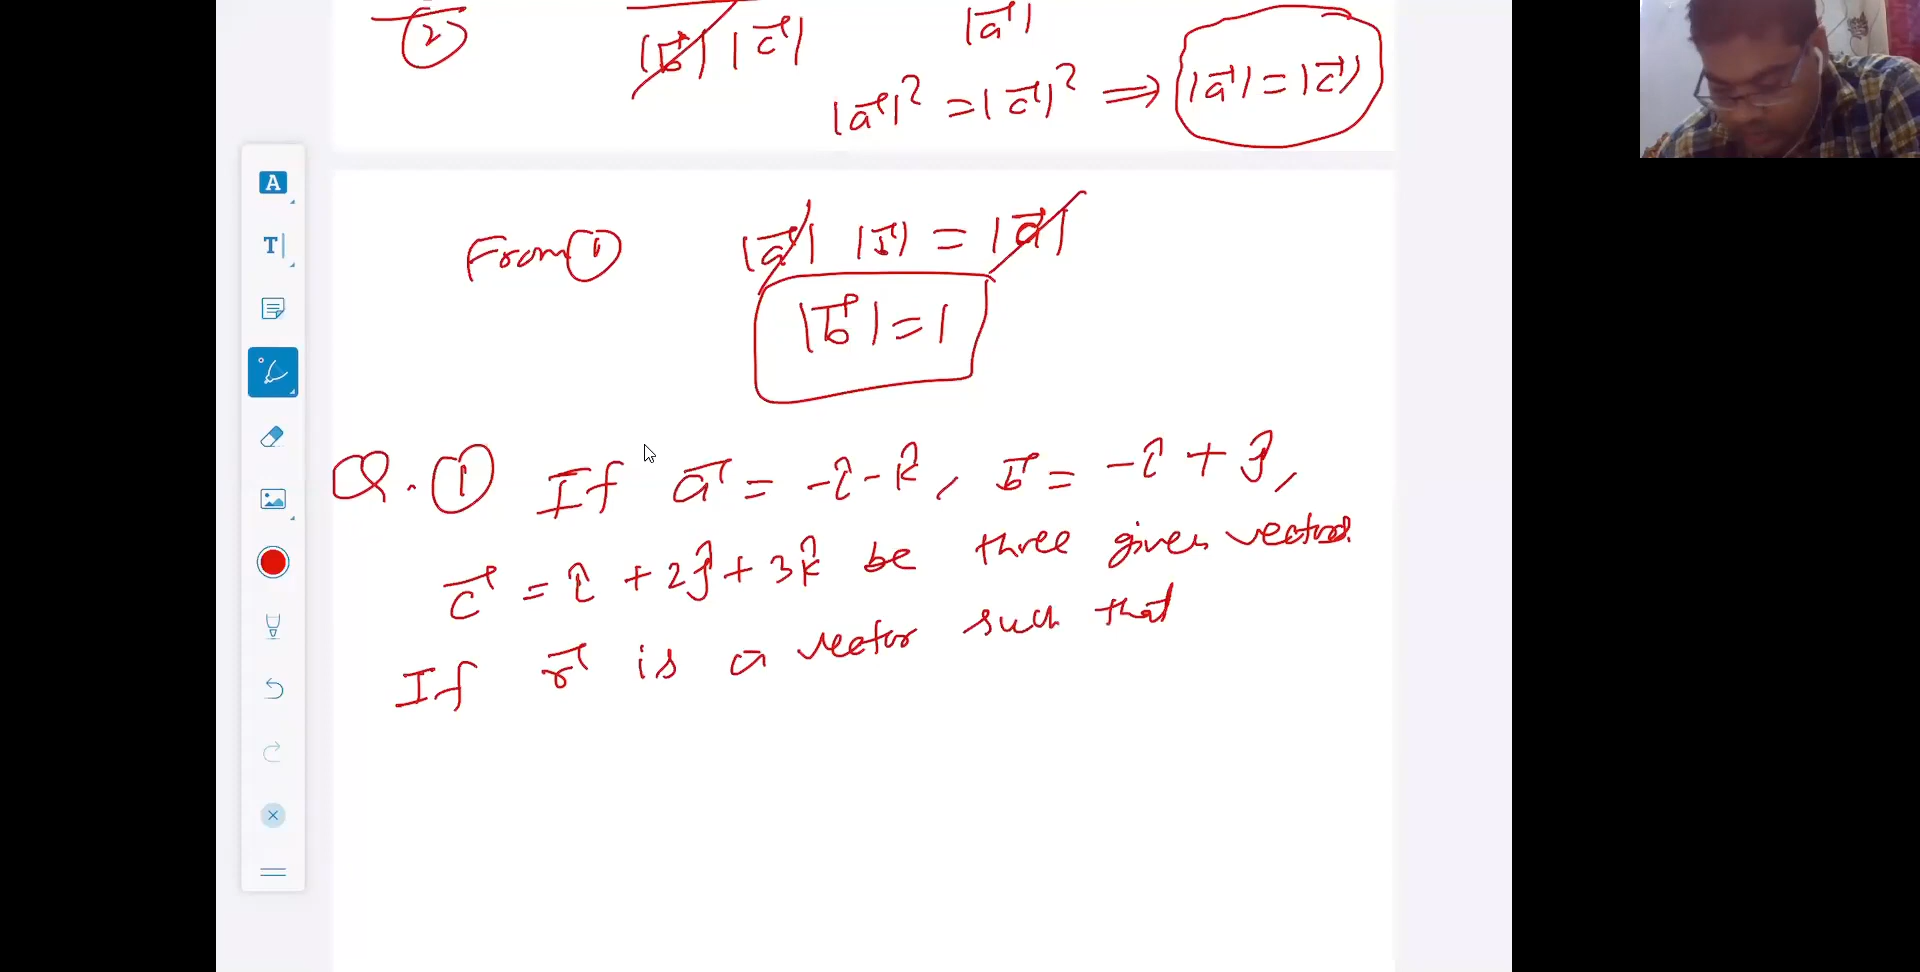 ②  |b⃗| |c⃗|  |a⃗|
|a⃗|² = |c⃗|² ⟹ |a⃗| = |c⃗|
From ①  |a⃗| |b⃗| = |a⃗|
|b⃗| = 1
Q. ① If a⃗ = -î - k̂, b⃗ = -î + ĵ,
c⃗ = î + 2ĵ + 3k̂ be three given vectors.
If r⃗ is a vector such that
A
T